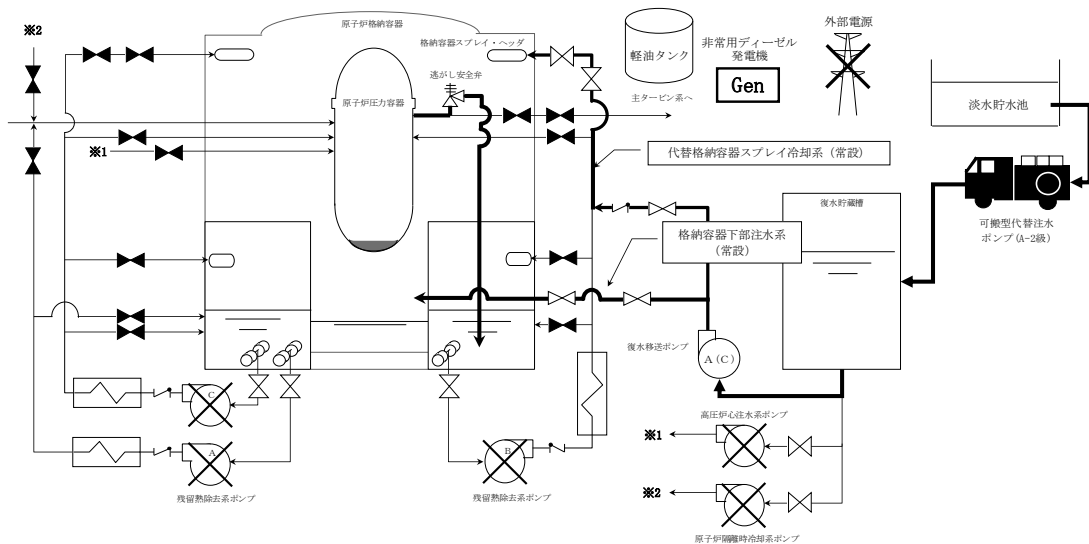 ※2
原子炉格納容器
格納容器スプレイ・ヘッダ
逃がし安全弁
原子炉圧力容器
※1
軽油タンク
非常用ディーゼル
発電機
Gen
外部電源
主タービン系へ
淡水貯水池
代替格納容器スプレイ冷却系（常設）
可搬型代替注水
ポンプ(A-2級)
復水貯蔵槽
格納容器下部注水系
（常設）
復水移送ポンプ
A（C）
C
A
残留熱除去系ポンプ
B
残留熱除去系ポンプ
高圧炉心注水系ポンプ
※1
※2
原子炉隔離時冷却系ポンプ